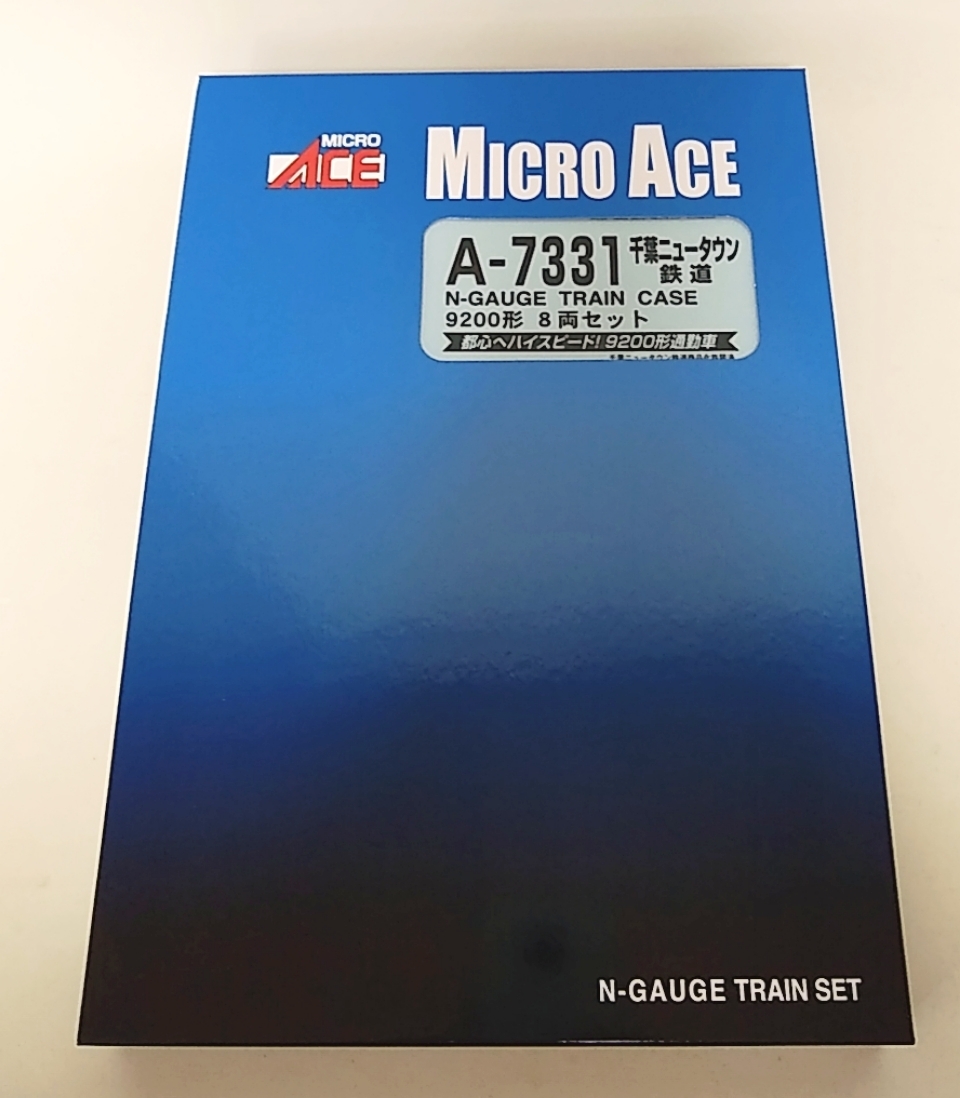 MICRO
ACE
MICRO ACE
A-7331 千葉ニュータウン
鉄道
N-GAUGE TRAIN CASE
9200形 8両セット
都心へハイスピード! 9200形通勤車
N-GAUGE TRAIN SET